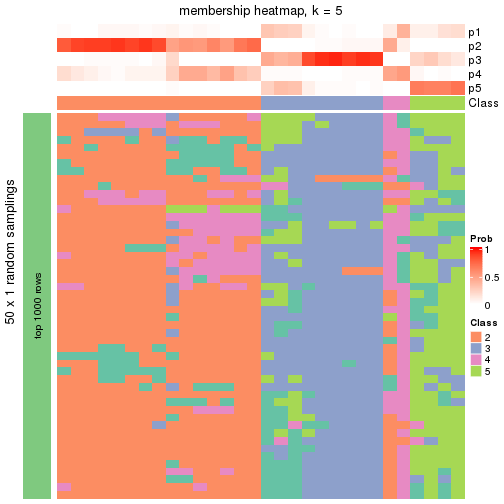 membership heatmap, k = 5
p1
p2
p3
p4
p5
Class
50 x 1 random samplings
top 1000 rows
Prob
1
0.5
0
Class
2
3
4
5